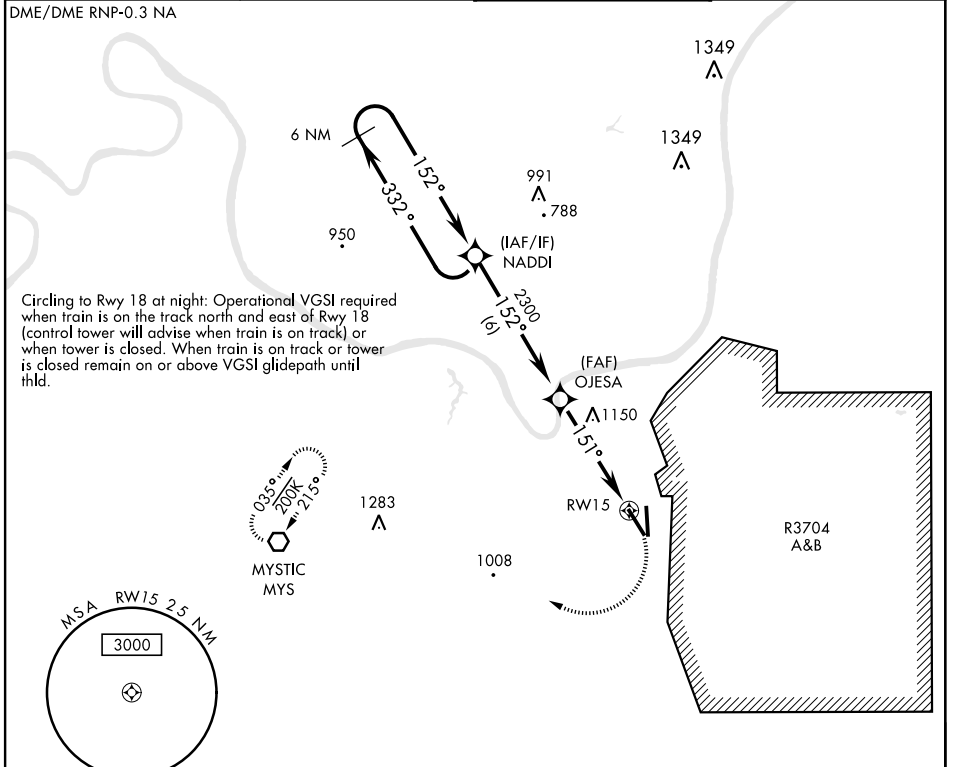 DME/DME RNP-0.3 NA
1349
1349
6 NM
152°
332°
991
788
950
(IAF/IF)
NADDI
Circling to Rwy 18 at night: Operational VGSI required
when train is on the track north and east of Rwy 18
(control tower will advise when train is on track) or
when tower is closed. When train is on track or tower
is closed remain on or above VGSI glidepath until
thld.
2300
152°
(6)
(FAF)
OJESA
1150
151°
035°
200K
215°
1283
RW15
R3704
A&B
MYSTIC
MYS
1008
MSA RW15 25 NM
3000